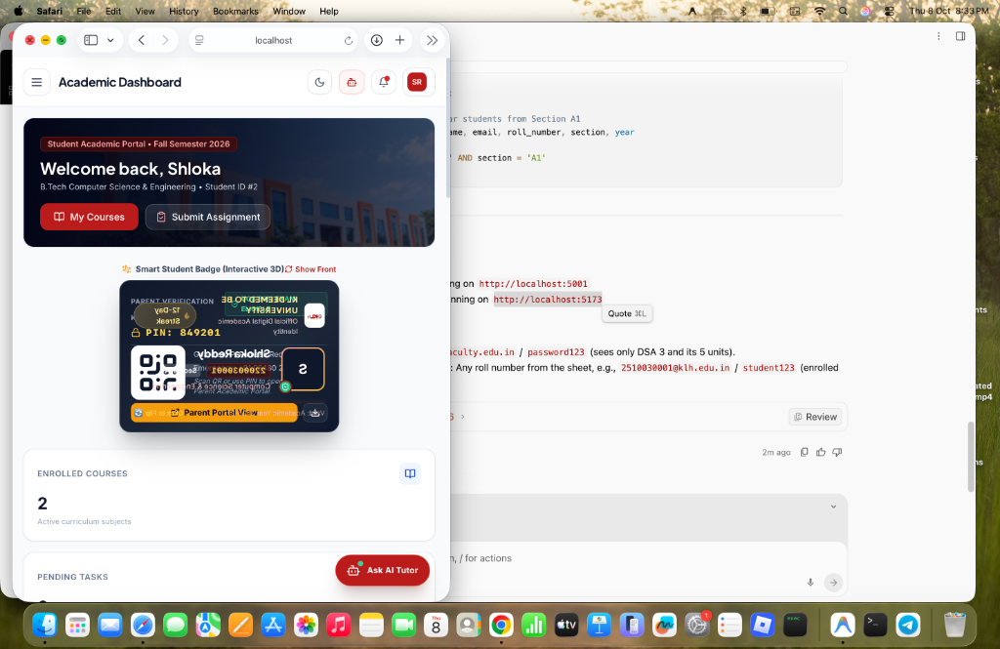 Safari File Edit View History Bookmarks Window Help
Thu 8 Oct 8:33 PM
localhost
Academic Dashboard
SR
Student Academic Portal • Fall Semester 2026
Welcome back, Shloka
B.Tech Computer Science & Engineering • Student ID #2
My Courses
Submit Assignment
Smart Student Badge (Interactive 3D)
Show Front
PARENT VERIFICATION
KL DEEMED TO BE
UNIVERSITY
Official Digital Academic
Identity
12-Day
Streak
PIN: 849201
Shloka Reddy
2200030001
S
Scan QR or use PIN to open
Parent Academic Portal
Parent Portal View
ENROLLED COURSES
2
Active curriculum subjects
PENDING TASKS
Ask AI Tutor
ar students from Section A1
ame, email, roll_number, section, year
' AND section = 'A1'
ng on http://localhost:5001
nning on http://localhost:5173
Quote ⌘L
aculty.edu.in / password123 (sees only DSA 3 and its 5 units).
: Any roll number from the sheet, e.g., 2510030001@klh.edu.in / student123 (enrolled
Review
2m ago
n, / for actions
nts
ated
mp4
ns
THU
8
tv
1